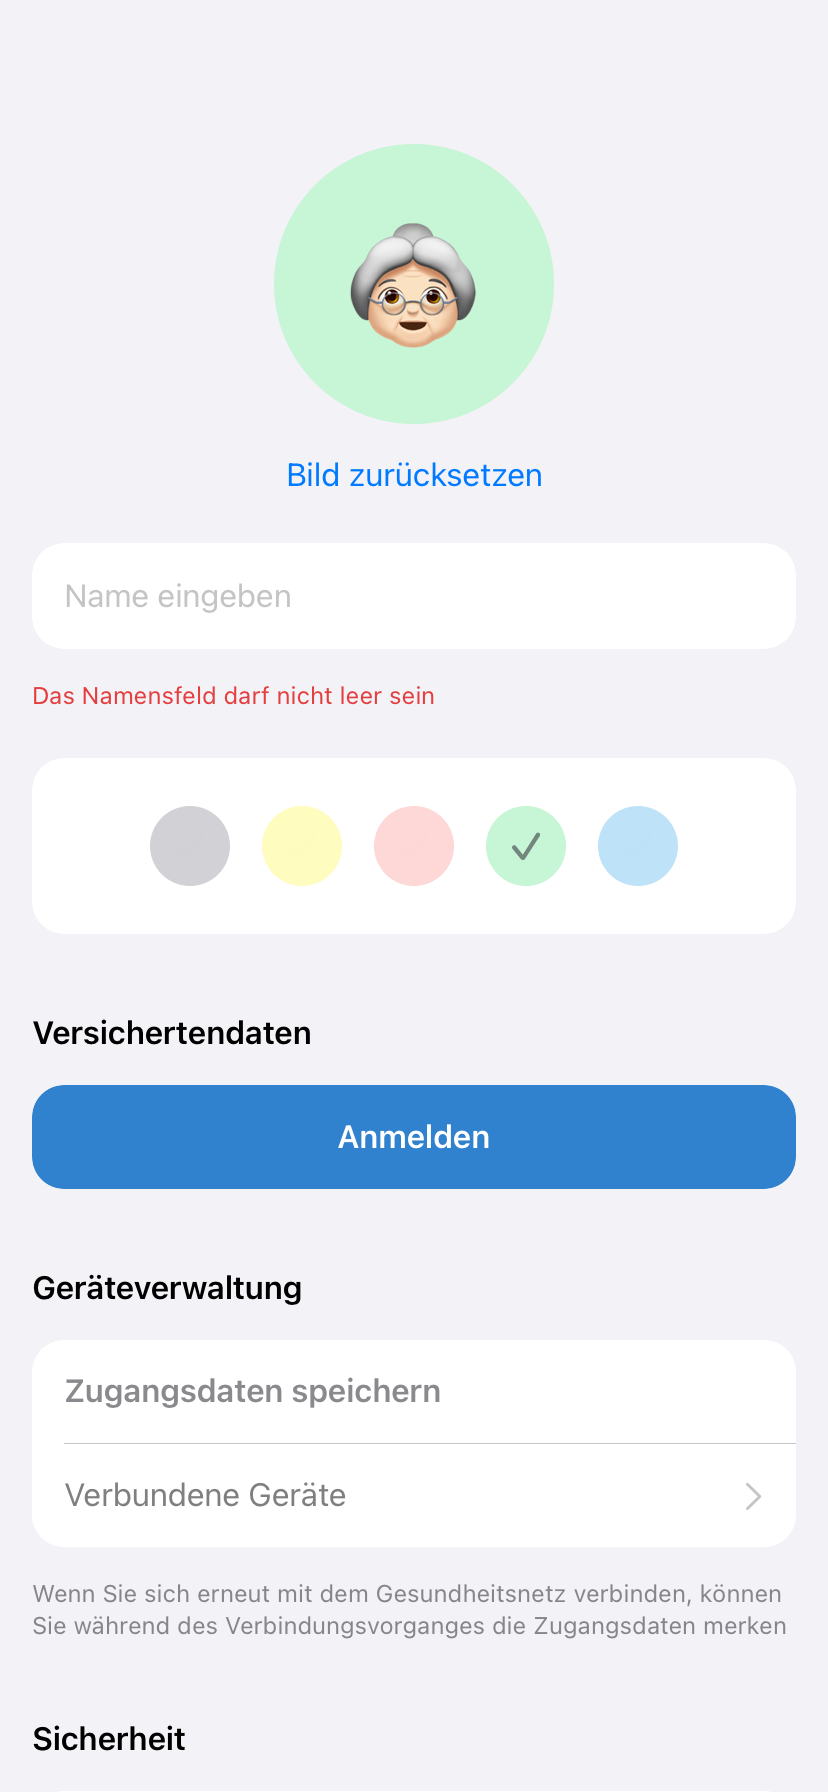 Bild zurücksetzen
Name eingeben
Das Namensfeld darf nicht leer sein
Versichertendaten
Anmelden
Geräteverwaltung
Zugangsdaten speichern
Verbundene Geräte
Wenn Sie sich erneut mit dem Gesundheitsnetz verbinden, können
Sie während des Verbindungsvorganges die Zugangsdaten merken
Sicherheit